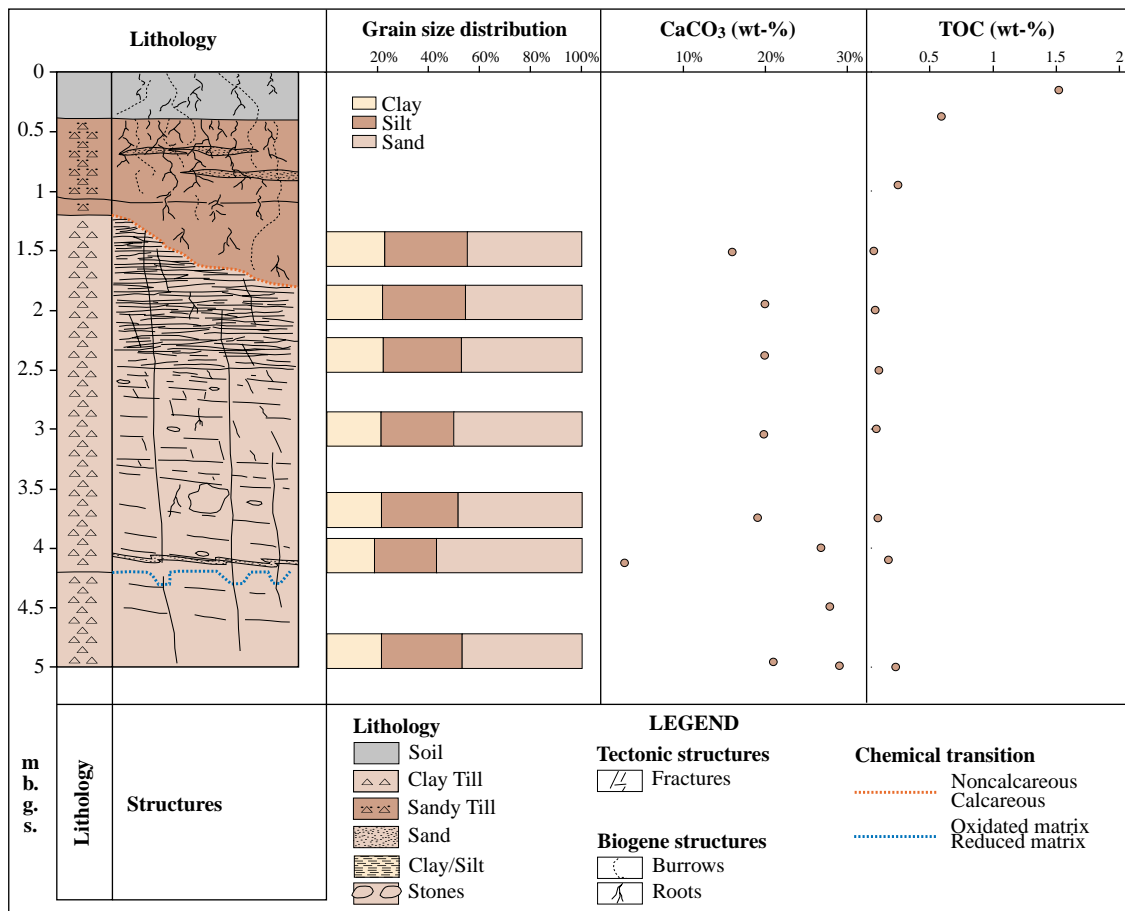 Lithology
Grain size distribution
20% 40% 60% 80% 100%
CaCO₃ (wt-%)
10% 20% 30%
TOC (wt-%)
0.5 1 1.5 2
0
0.5
1
1.5
2
2.5
3
3.5
4
4.5
5
Clay
Silt
Sand
m
b.
g.
s.
Lithology
Structures
LEGEND
Lithology
Soil
Clay Till
Sandy Till
Sand
Clay/Silt
Stones
Tectonic structures
Fractures
Biogene structures
Burrows
Roots
Chemical transition
Noncalcareous
Calcareous
Oxidated matrix
Reduced matrix